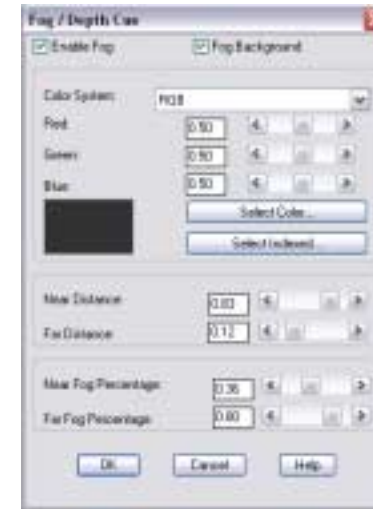 Fog / Depth Cue
Enable Fog
Fog Background
Color System:
RGB
Red:
0.50
Green:
0.50
Blue:
0.50
Select Color...
Select Indexed...
Near Distance
0.83
Far Distance
0.12
Near Fog Percentage
0.36
Far Fog Percentage
0.80
OK
Cancel
Help